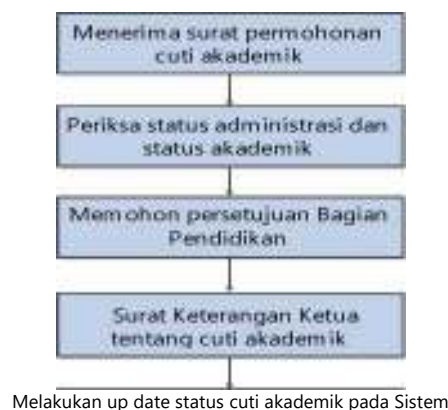 Menerima surat permohonan
cuti akademik
Periksa status administrasi dan
status akademik
Memohon persetujuan Bagian
Pendidikan
Surat Keterangan Ketua
tentang cuti akademik
Melakukan up date status cuti akademik pada Sistem